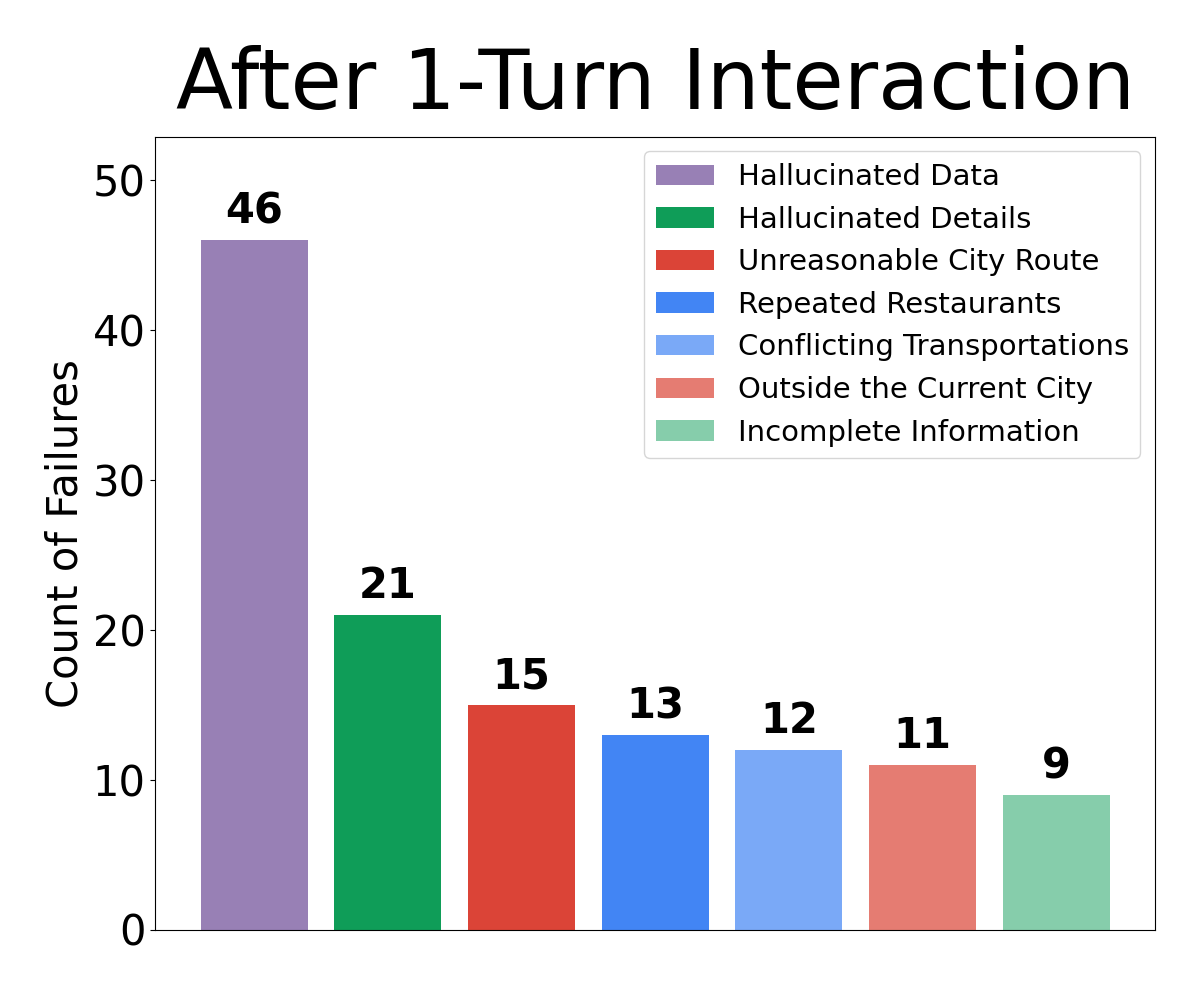 After 1-Turn Interaction
Count of Failures
50
40
30
20
10
0
46
21
15
13
12
11
9
Hallucinated Data
Hallucinated Details
Unreasonable City Route
Repeated Restaurants
Conflicting Transportations
Outside the Current City
Incomplete Information